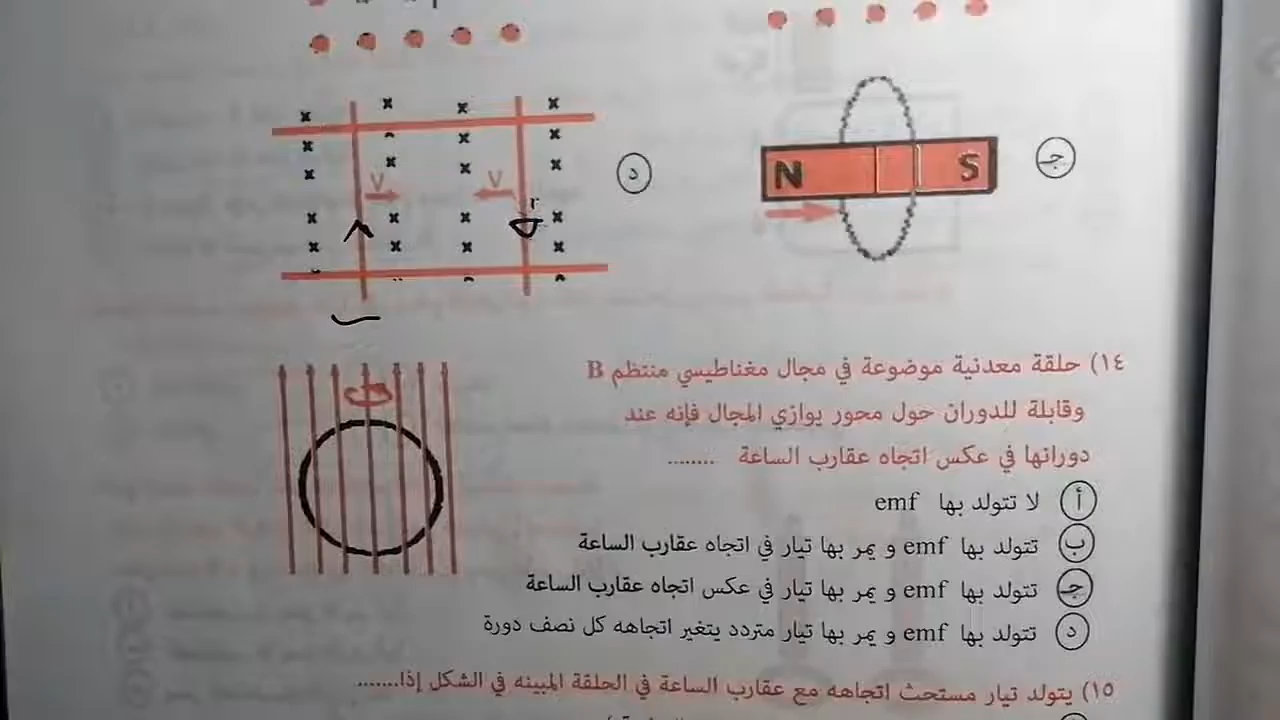 N S
جـ
V V
د
١٤) حلقة معدنية موضوعة في مجال مغناطيسي منتظم B
وقابلة للدوران حول محور يوازي المجال فإنه عند
دورانها في عكس اتجاه عقارب الساعة ........
أ لا تتولد بها emf
ب تتولد بها emf و يمر بها تيار في اتجاه عقارب الساعة
جـ تتولد بها emf و يمر بها تيار في عكس اتجاه عقارب الساعة
د تتولد بها emf و يمر بها تيار متردد يتغير اتجاهه كل نصف دورة
١٥) يتولد تيار مستحث اتجاهه مع عقارب الساعة في الحلقة المبينه في الشكل إذا.......